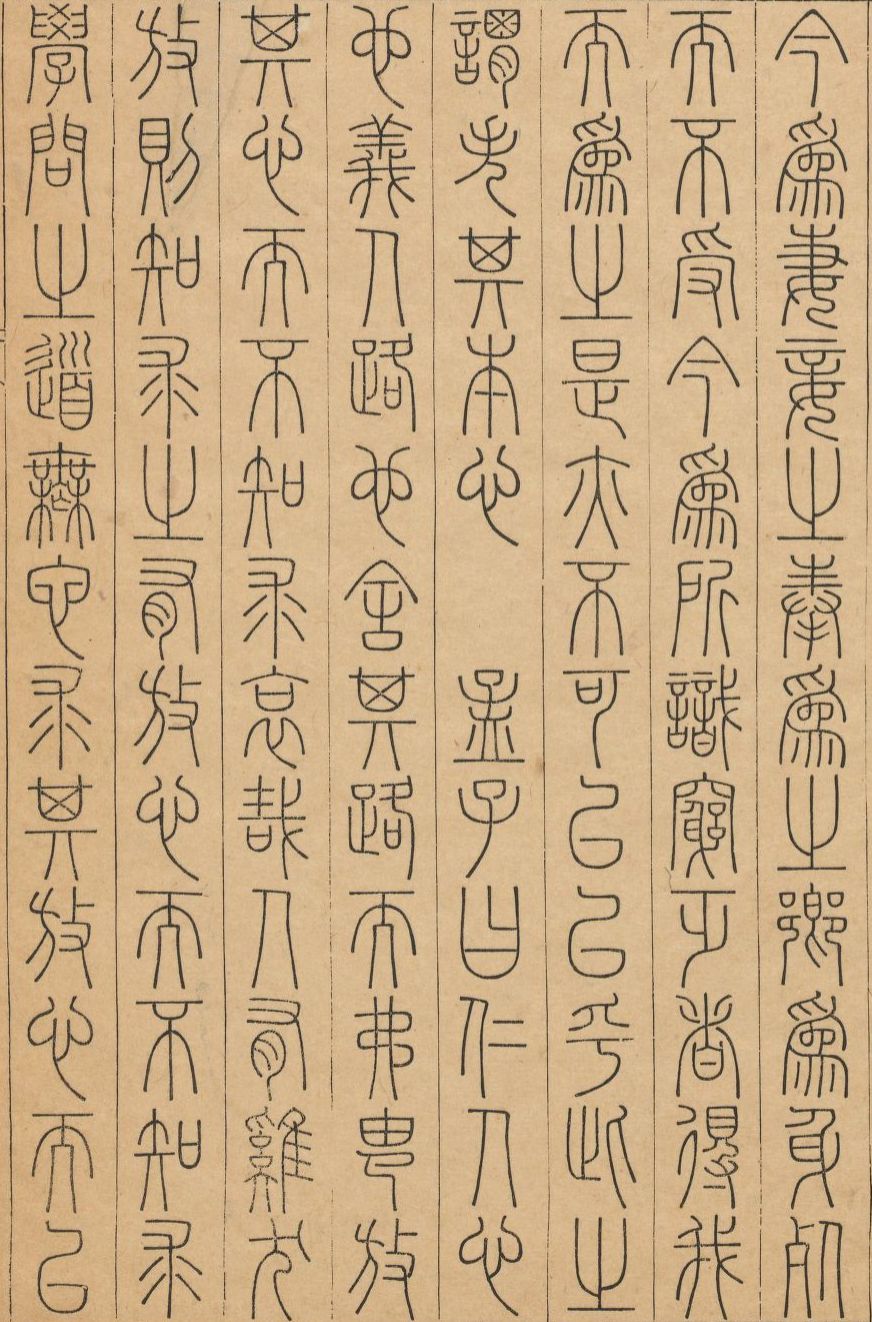 今為妻妾之奉為之鄉為身死
而不受今為所識窮乏者得我
而為之是亦不可以已乎此之
謂失其本心　孟子曰仁人心
也義人路也舍其路而弗由放
其心而不知求哀哉人有雞犬
放則知求之有放心而不知求
學問之道無它求其放心而已